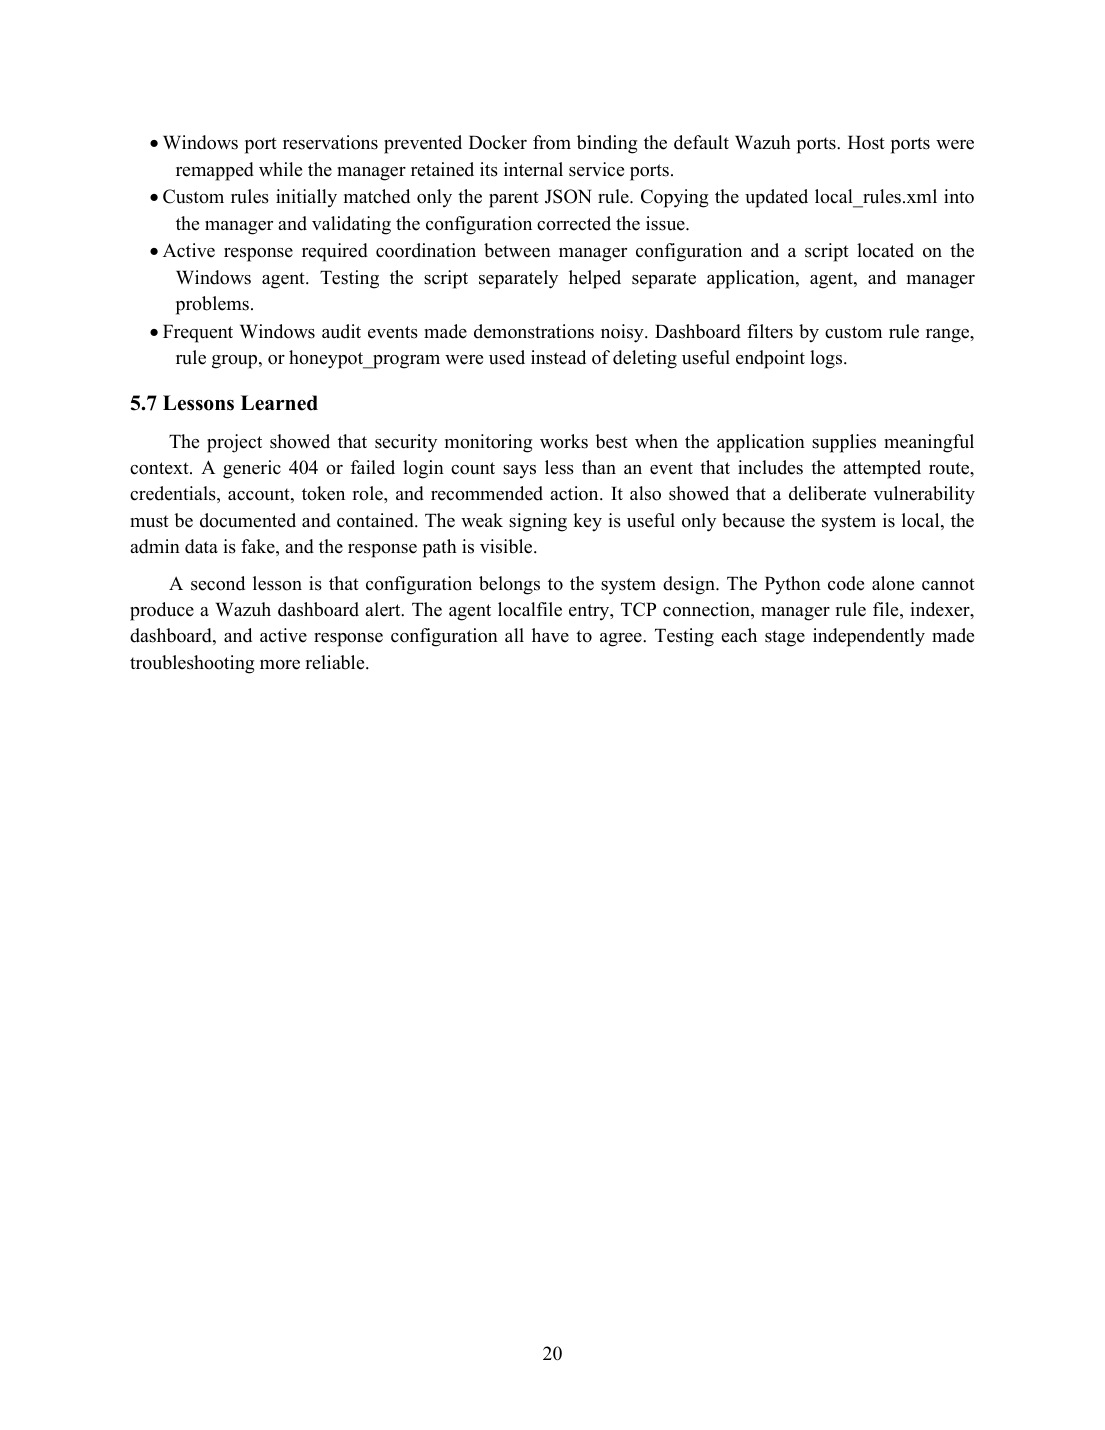 • Windows port reservations prevented Docker from binding the default Wazuh ports. Host ports were
remapped while the manager retained its internal service ports.
• Custom rules initially matched only the parent JSON rule. Copying the updated local_rules.xml into
the manager and validating the configuration corrected the issue.
• Active response required coordination between manager configuration and a script located on the
Windows agent. Testing the script separately helped separate application, agent, and manager
problems.
• Frequent Windows audit events made demonstrations noisy. Dashboard filters by custom rule range,
rule group, or honeypot_program were used instead of deleting useful endpoint logs.
5.7 Lessons Learned
The project showed that security monitoring works best when the application supplies meaningful
context. A generic 404 or failed login count says less than an event that includes the attempted route,
credentials, account, token role, and recommended action. It also showed that a deliberate vulnerability
must be documented and contained. The weak signing key is useful only because the system is local, the
admin data is fake, and the response path is visible.
A second lesson is that configuration belongs to the system design. The Python code alone cannot
produce a Wazuh dashboard alert. The agent localfile entry, TCP connection, manager rule file, indexer,
dashboard, and active response configuration all have to agree. Testing each stage independently made
troubleshooting more reliable.
20